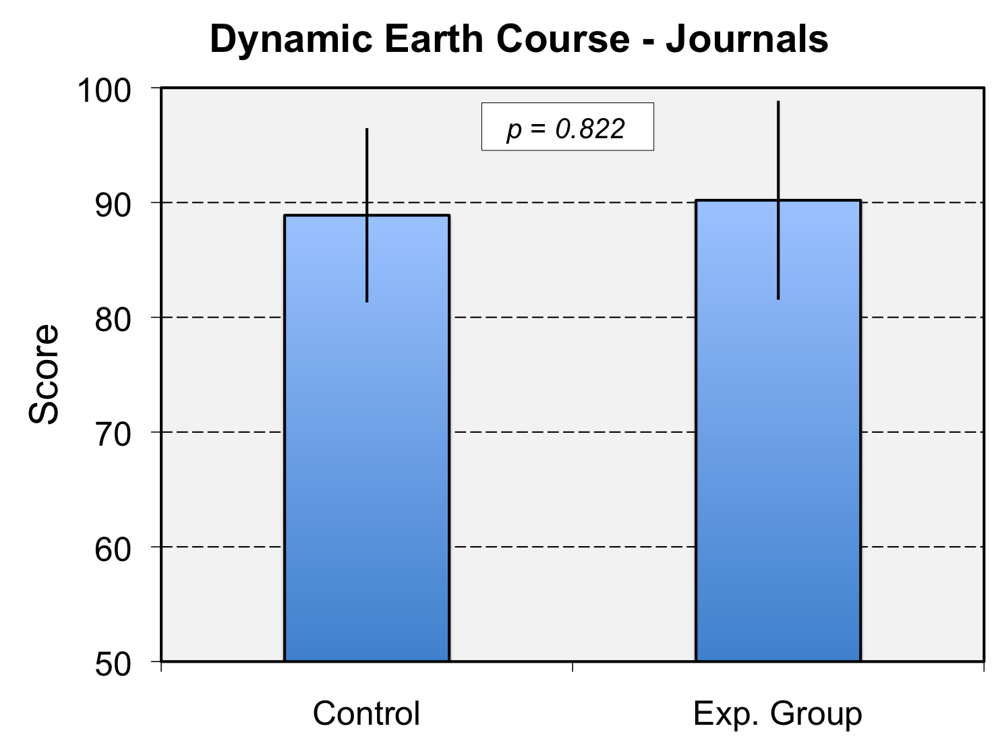 Dynamic Earth Course - Journals
100
p = 0.822
90
80
Score
70
60
50
Control Exp. Group